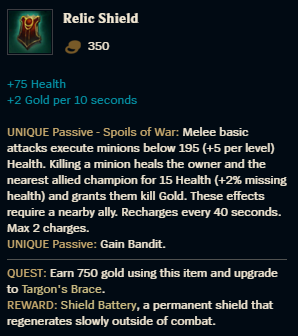 Relic Shield
350
+75 Health
+2 Gold per 10 seconds
UNIQUE Passive - Spoils of War: Melee basic
attacks execute minions below 195 (+5 per level)
Health. Killing a minion heals the owner and the
nearest allied champion for 15 Health (+2% missing
health) and grants them kill Gold. These effects
require a nearby ally. Recharges every 40 seconds.
Max 2 charges.
UNIQUE Passive: Gain Bandit.
QUEST: Earn 750 gold using this item and upgrade
to Targon's Brace.
REWARD: Shield Battery, a permanent shield that
regenerates slowly outside of combat.